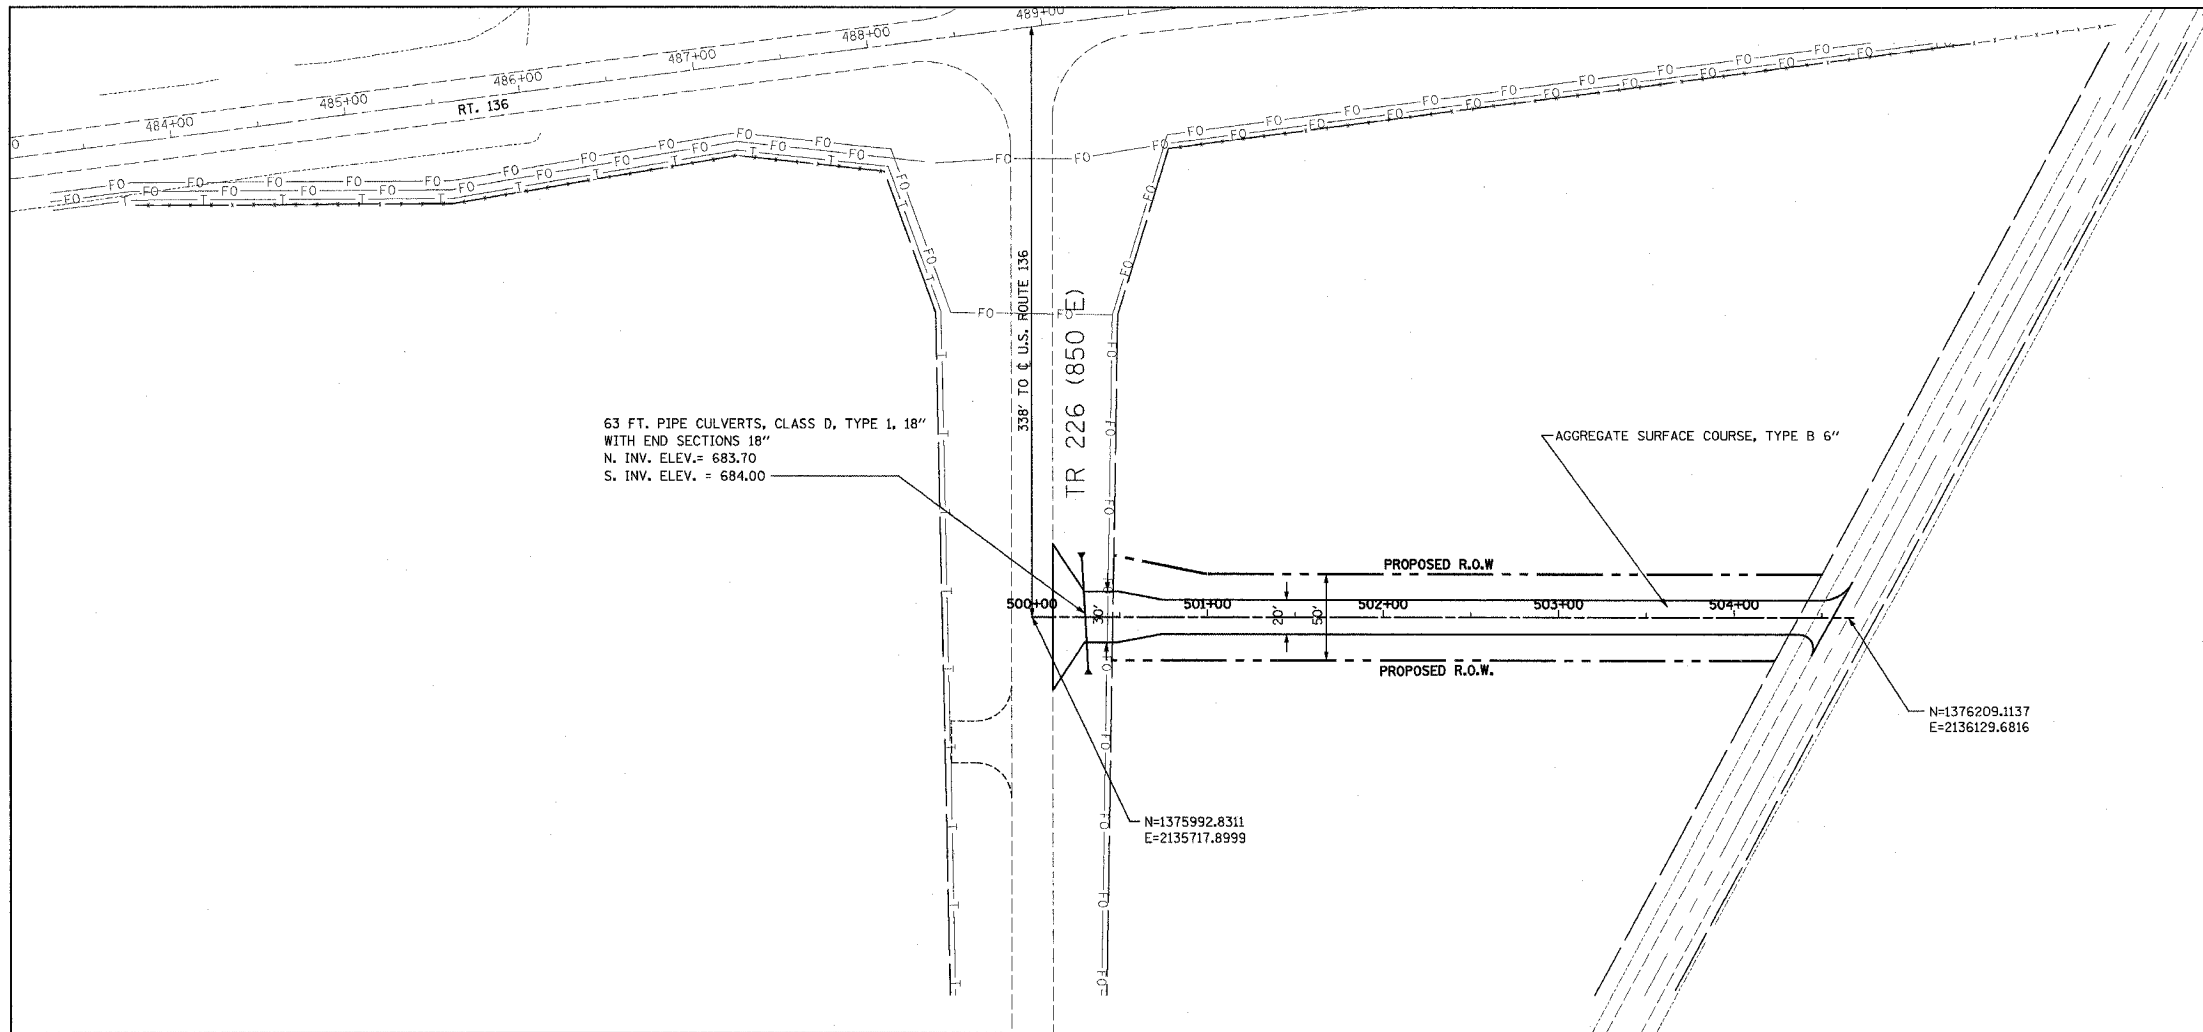 489+00
488+00
487+00
486+00
485+00
484+00
RT. 136
338' TO ℄ U.S. ROUTE 136
TR 226 (850 E)
63 FT. PIPE CULVERTS, CLASS D, TYPE 1, 18"
WITH END SECTIONS 18"
N. INV. ELEV.= 683.70
S. INV. ELEV. = 684.00
AGGREGATE SURFACE COURSE, TYPE B 6"
PROPOSED R.O.W
500+00
501+00
502+00
503+00
504+00
30'
20'
50'
PROPOSED R.O.W.
N=1376209.1137
E=2136129.6816
N=1375992.8311
E=2135717.8999